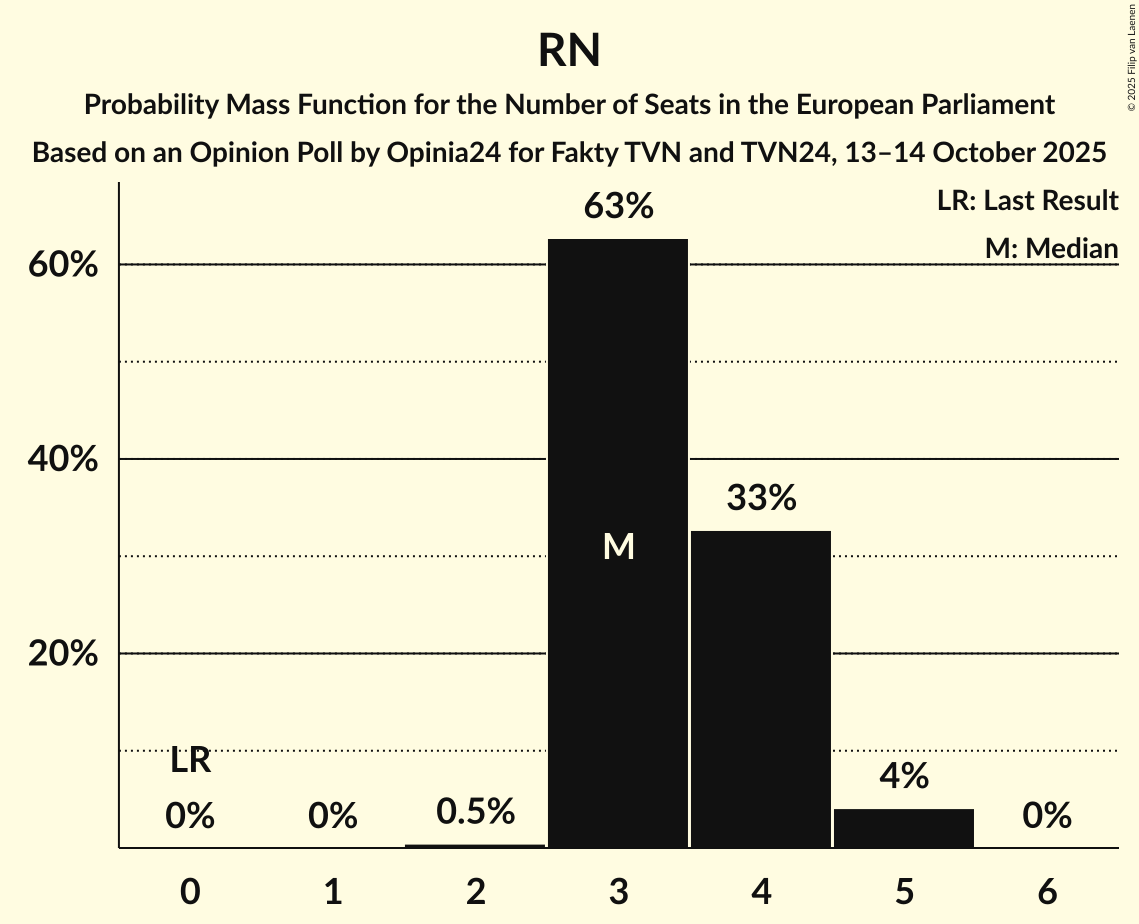 RN
Probability Mass Function for the Number of Seats in the European Parliament
Based on an Opinion Poll by Opinia24 for Fakty TVN and TVN24, 13–14 October 2025
© 2025 Filip van Laenen
LR: Last Result
M: Median
63%
60%
40%
33%
M
20%
LR
0%
0%
0.5%
4%
0%
0 1 2 3 4 5 6